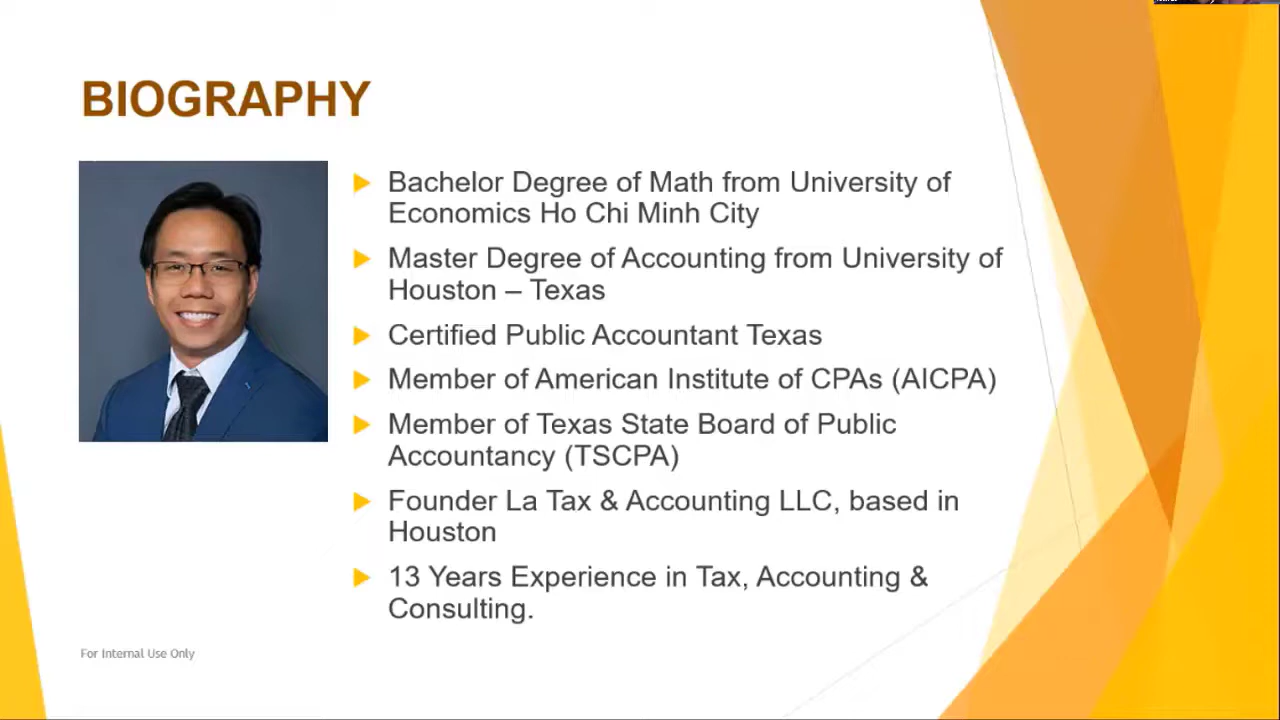 BIOGRAPHY
Bachelor Degree of Math from University of
Economics Ho Chi Minh City
Master Degree of Accounting from University of
Houston – Texas
Certified Public Accountant Texas
Member of American Institute of CPAs (AICPA)
Member of Texas State Board of Public
Accountancy (TSCPA)
Founder La Tax & Accounting LLC, based in
Houston
13 Years Experience in Tax, Accounting &
Consulting.
For Internal Use Only